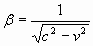 β = 1 / √(c² − v²)